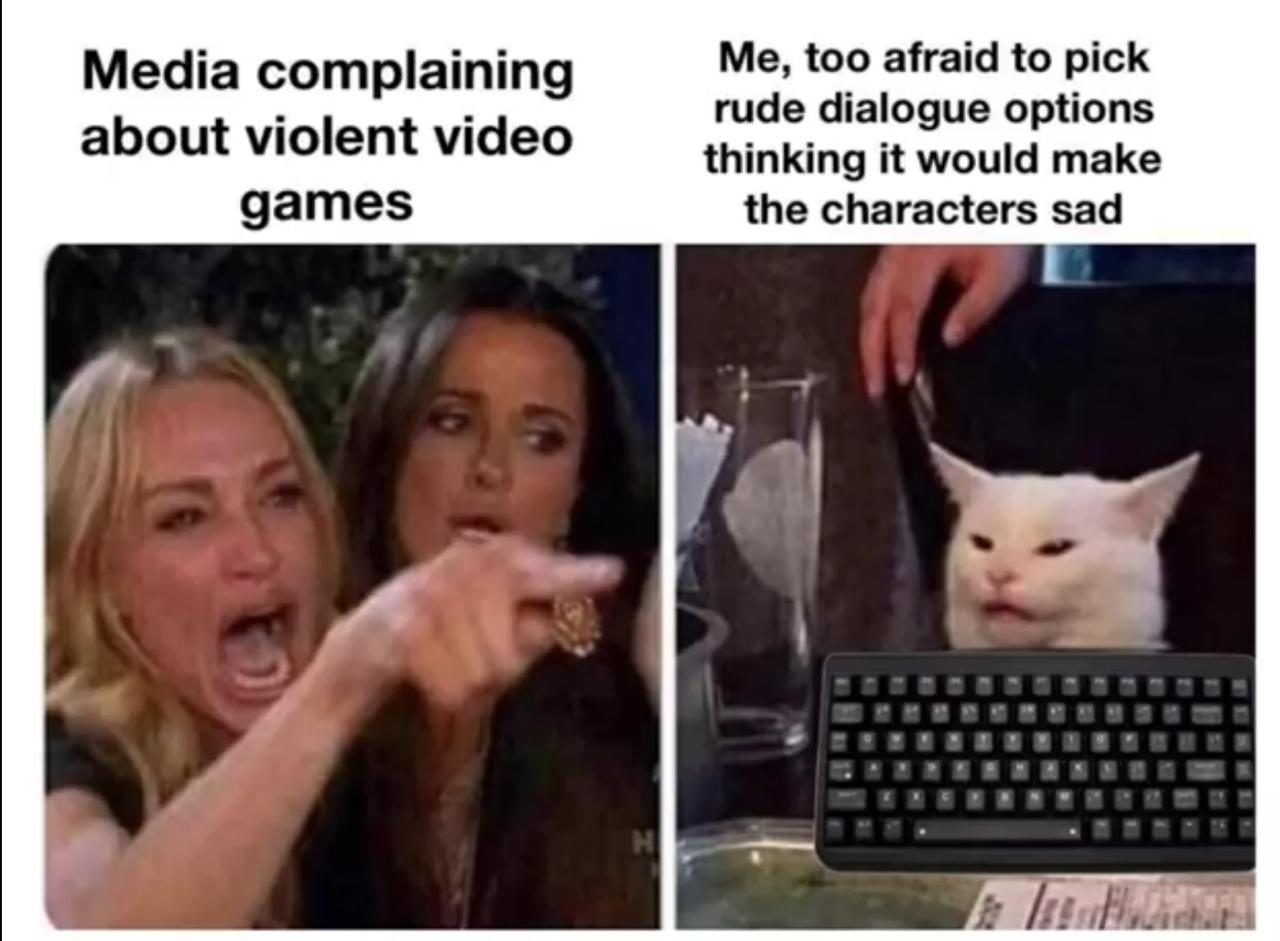 Media complaining
about violent video
games
Me, too afraid to pick
rude dialogue options
thinking it would make
the characters sad